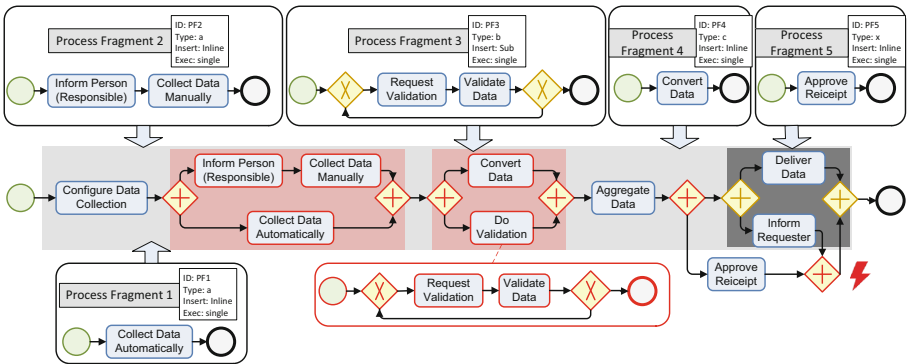 Process Fragment 2
ID: PF2
Type: a
Insert: Inline
Exec: single
Inform Person
(Responsible)
Collect Data
Manually
Process Fragment 3
ID: PF3
Type: b
Insert: Sub
Exec: single
Request
Validation
Validate
Data
Process
Fragment 4
ID: PF4
Type: c
Insert: Inline
Exec: single
Convert
Data
Process
Fragment 5
ID: PF5
Type: x
Insert: Inline
Exec: single
Approve
Reiceipt
Configure Data
Collection
Inform Person
(Responsible)
Collect Data
Manually
Collect Data
Automatically
Convert
Data
Do
Validation
Aggregate
Data
Deliver
Data
Inform
Requester
Approve
Reiceipt
Process Fragment 1
ID: PF1
Type: a
Insert: Inline
Exec: single
Collect Data
Automatically
Request
Validation
Validate
Data